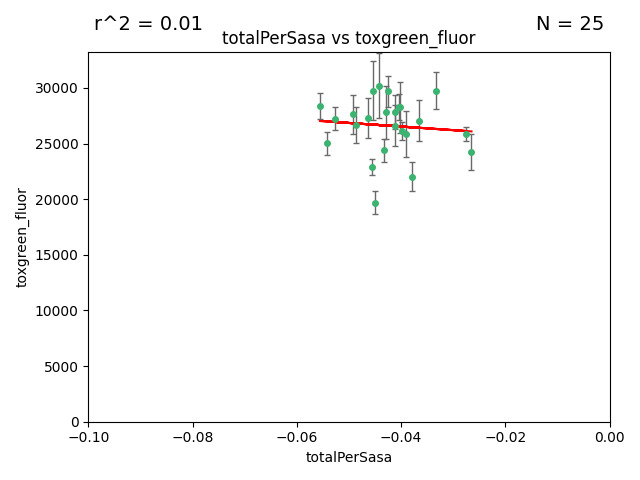 r^2 = 0.01
N = 25
totalPerSasa vs toxgreen_fluor
30000
25000
20000
15000
10000
5000
0
toxgreen_fluor
−0.10
−0.08
−0.06
−0.04
−0.02
0.00
totalPerSasa